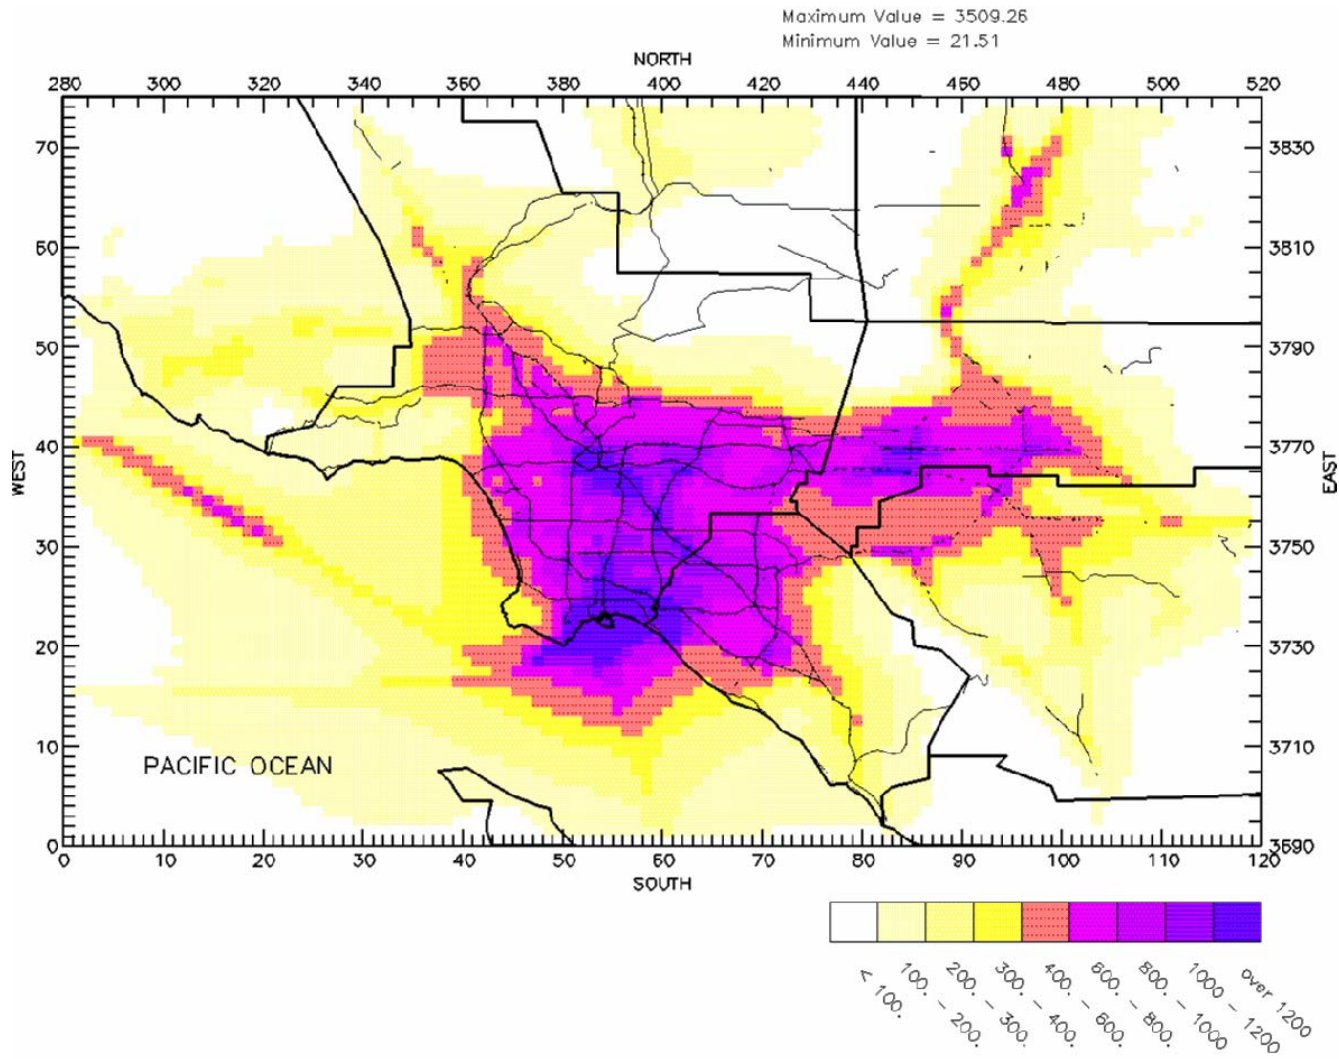 Maximum Value = 3509.26
Minimum Value = 21.51
NORTH
280 300 320 340 360 380 400 420 440 460 480 500 520
70 3830
60 3810
50 3790
40 3770
WEST EAST
30 3750
20 3730
10 3710
PACIFIC OCEAN
0 3690
0 10 20 30 40 50 60 70 80 90 100 110 120
SOUTH
< 100.
100. - 200.
200. - 300.
300. - 400.
400. - 600.
600. - 800.
800. - 1000
1000 - 1200
over 1200